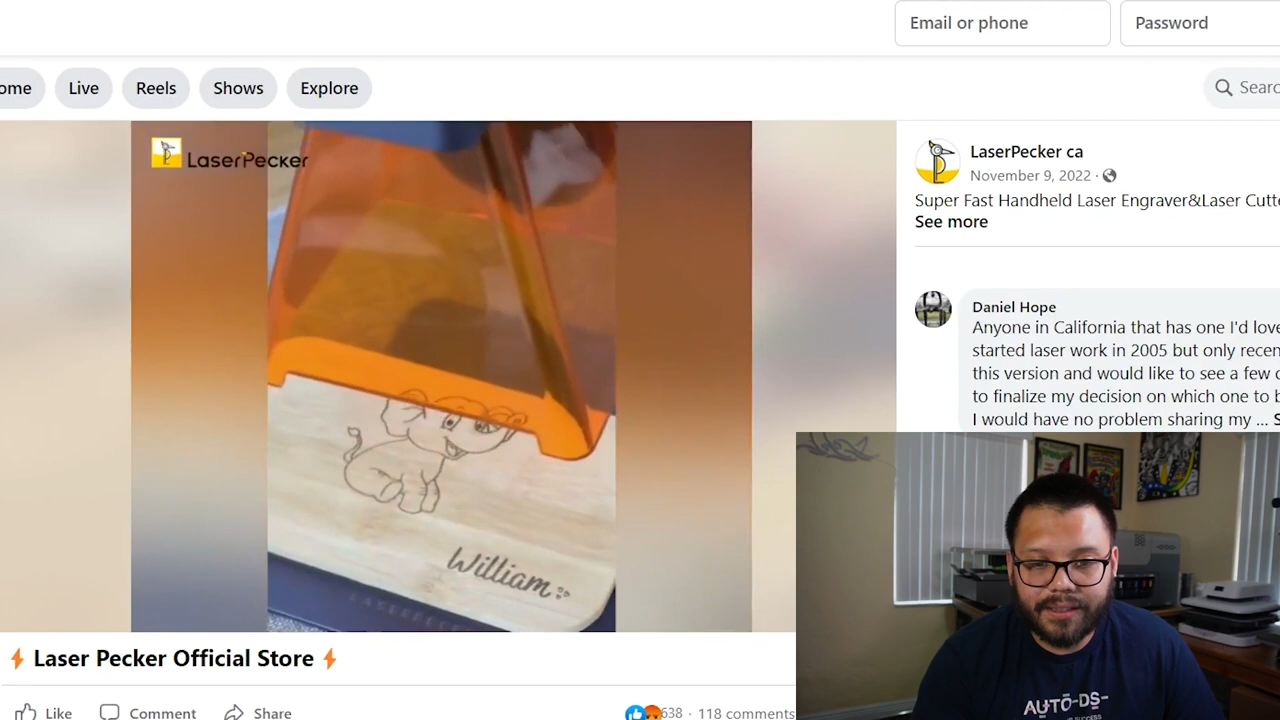 Email or phone
Password
Live
Reels
Shows
Explore
LaserPecker
LaserPecker ca
November 9, 2022 ·
Super Fast Handheld Laser Engraver&Laser
See more
Daniel Hope
Anyone in California that has one I'd love
started laser work in 2005 but only
this version and would like to see a few
to finalize my decision on which one to
I would have no problem sharing my ...
William
Laser Pecker Official Store
Like
Comment
Share
638 · 118 comments
AUTO-DS-